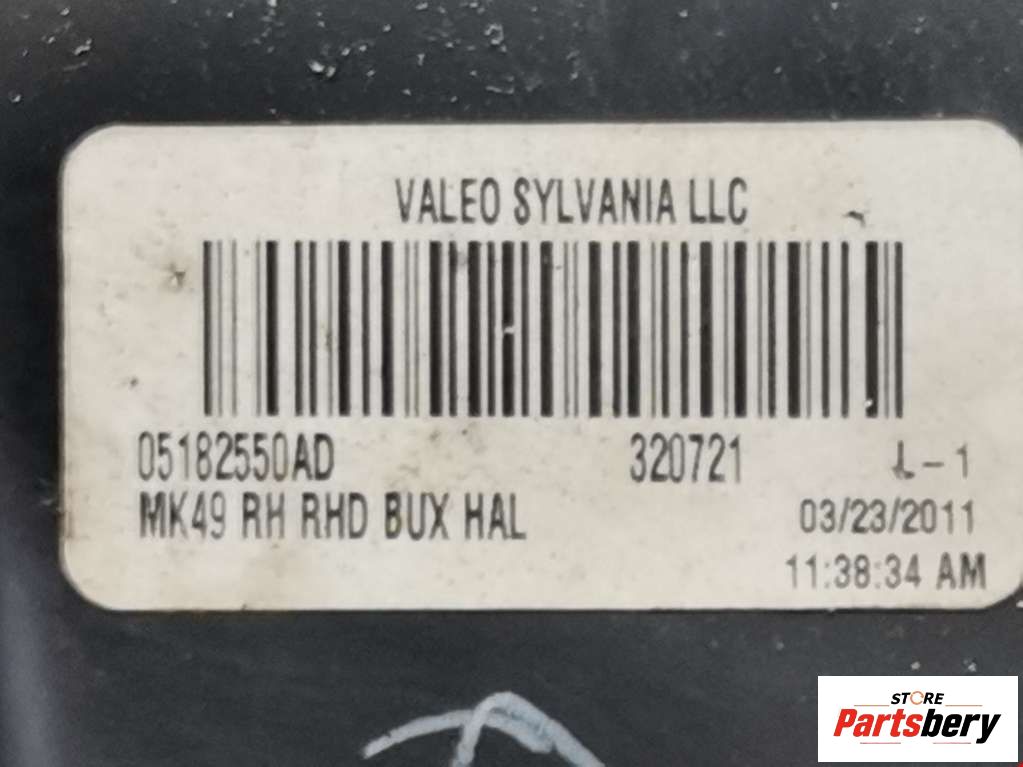 VALEO SYLVANIA LLC
05182550AD 320721 -1
MK49 RH RHD BUX HAL 03/23/2011
11:38:34 AM
STORE
Partsbery